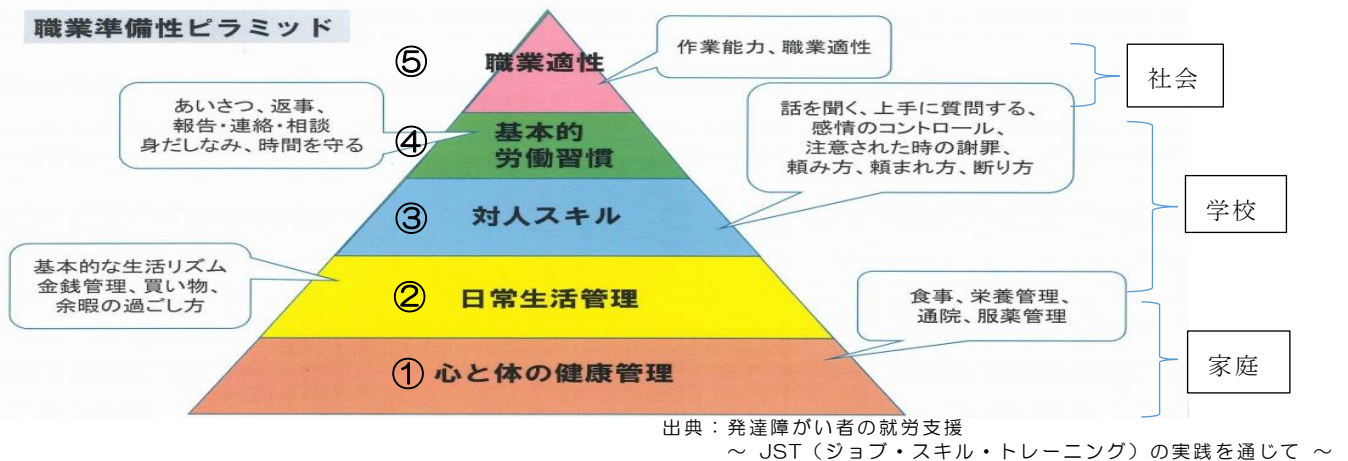 職業準備性ピラミッド
⑤ 職業適性
作業能力、職業適性
社会
あいさつ、返事、
報告・連絡・相談
身だしなみ、時間を守る
④ 基本的
労働習慣
話を聞く、上手に質問する、
感情のコントロール、
注意された時の謝罪、
頼み方、頼まれ方、断り方
③ 対人スキル
学校
基本的な生活リズム
金銭管理、買い物、
余暇の過ごし方
② 日常生活管理
食事、栄養管理、
通院、服薬管理
① 心と体の健康管理
家庭
出典：発達障がい者の就労支援
～ JST（ジョブ・スキル・トレーニング）の実践を通じて ～